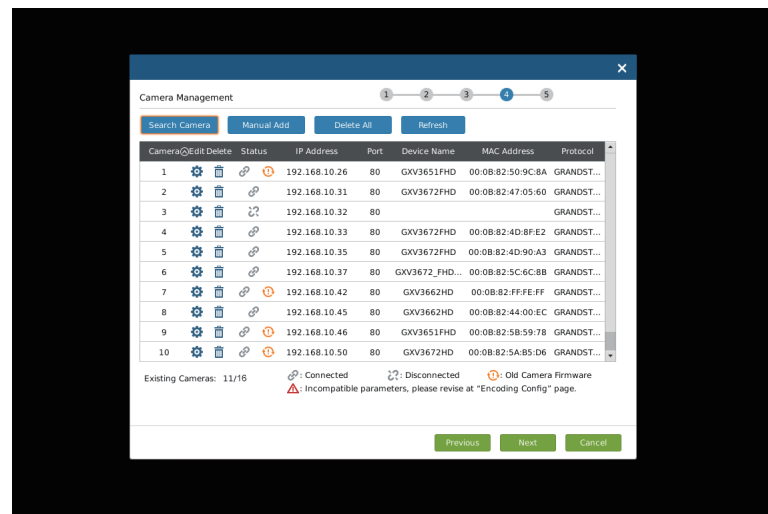 Camera Management 1 2 3 4 5
Search Camera Manual Add Delete All Refresh
Camera Edit Delete Status IP Address Port Device Name MAC Address Protocol
1 192.168.10.26 80 GXV3651FHD 00:0B:82:50:9C:8A GRANDST...
2 192.168.10.31 80 GXV3672FHD 00:0B:82:47:05:60 GRANDST...
3 192.168.10.32 80 GRANDST...
4 192.168.10.33 80 GXV3672FHD 00:0B:82:4D:8F:E2 GRANDST...
5 192.168.10.35 80 GXV3672FHD 00:0B:82:4D:90:A3 GRANDST...
6 192.168.10.37 80 GXV3672_FHD... 00:0B:82:5C:6C:8B GRANDST...
7 192.168.10.42 80 GXV3662HD 00:0B:82:FF:FE:FF GRANDST...
8 192.168.10.45 80 GXV3662HD 00:0B:82:44:00:EC GRANDST...
9 192.168.10.46 80 GXV3651FHD 00:0B:82:5B:59:78 GRANDST...
10 192.168.10.50 80 GXV3672HD 00:0B:82:5A:B5:D6 GRANDST...
Existing Cameras: 11/16 : Connected : Disconnected : Old Camera Firmware
: Incompatible parameters, please revise at "Encoding Config" page.
Previous Next Cancel